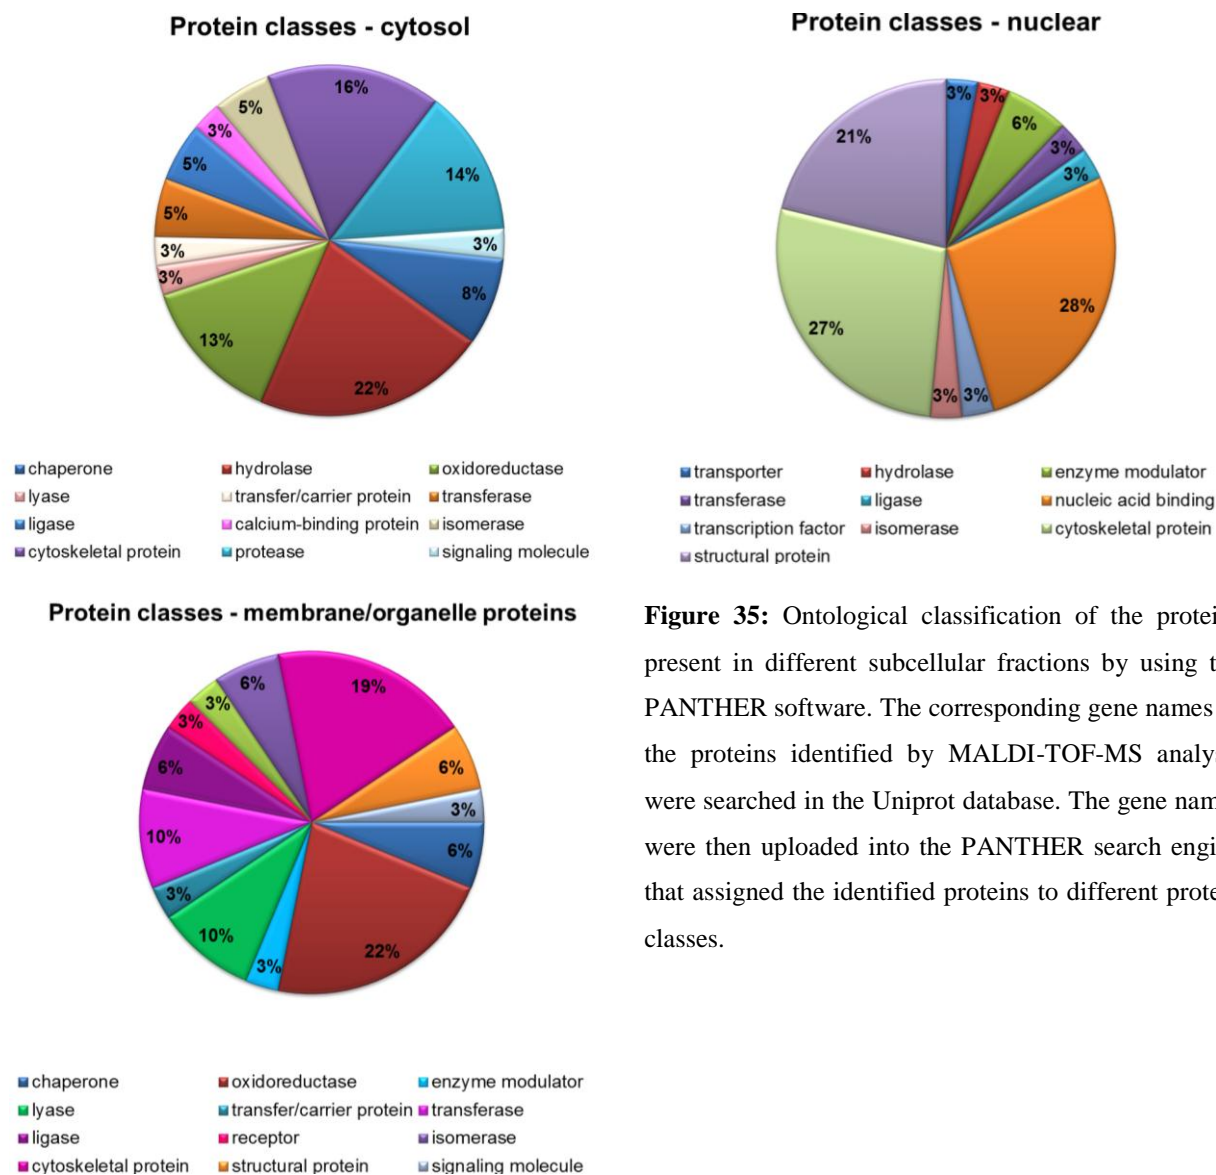 Protein classes - cytosol
16%
14%
3%
8%
22%
13%
3%
3%
5%
5%
3%
5%
chaperone hydrolase oxidoreductase
lyase transfer/carrier protein transferase
ligase calcium-binding protein isomerase
cytoskeletal protein protease signaling molecule
Protein classes - nuclear
3%
3%
6%
3%
3%
28%
3%
3%
27%
21%
transporter hydrolase enzyme modulator
transferase ligase nucleic acid binding
transcription factor isomerase cytoskeletal protein
structural protein
Protein classes - membrane/organelle proteins
19%
6%
3%
6%
22%
3%
10%
3%
10%
6%
3%
3%
6%
chaperone oxidoreductase enzyme modulator
lyase transfer/carrier protein transferase
ligase receptor isomerase
cytoskeletal protein structural protein signaling molecule
Figure 35: Ontological classification of the protein
present in different subcellular fractions by using t
PANTHER software. The corresponding gene names
the proteins identified by MALDI-TOF-MS analys
were searched in the Uniprot database. The gene nam
were then uploaded into the PANTHER search engi
that assigned the identified proteins to different prote
classes.